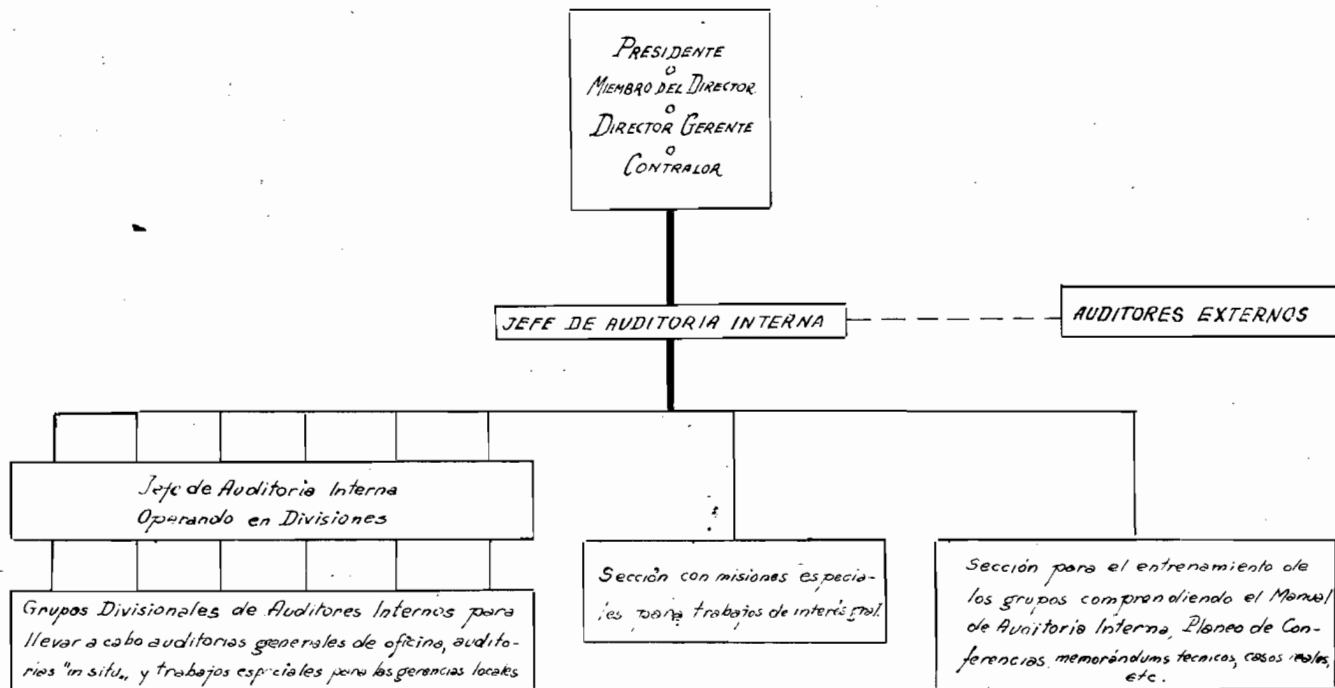 PRESIDENTE
O
MIEMBRO DEL DIRECTOR
O
DIRECTOR GERENTE
O
CONTRALOR
JEFE DE AUDITORIA INTERNA
AUDITORES EXTERNOS
Jefe de Auditoria Interna
Operando en Divisiones
Sección con misiones especia-
les para trabajos de interés gral.
Sección para el entrenamiento de
los grupos comprendiendo el Manual
de Auditoria Interna, Planeo de Con-
ferencias, memorándums tecnicos, casos reales,
etc.
Grupos Divisionales de Auditores Internos para
llevar a cabo auditorias generales de oficina, audito-
rias "in situ„ y trabajos especiales para las gerencias locales